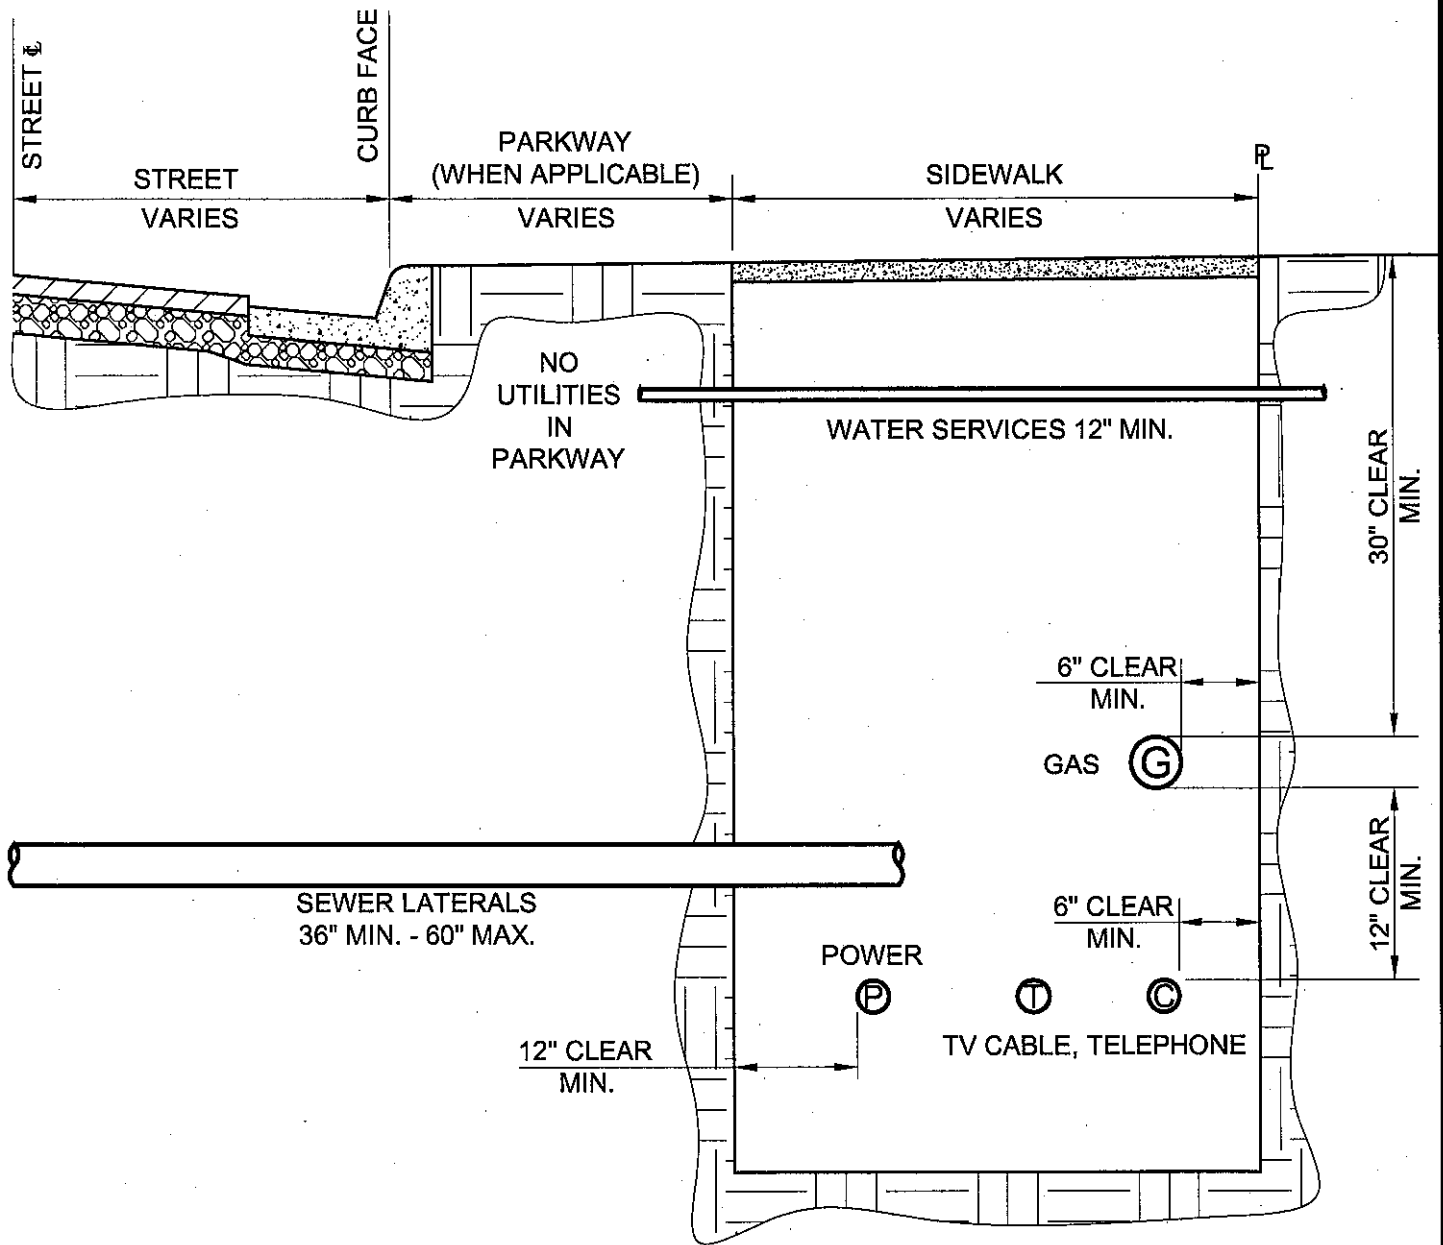 STREET ℄
CURB FACE
STREET
VARIES
PARKWAY
(WHEN APPLICABLE)
VARIES
SIDEWALK
VARIES
PL
NO
UTILITIES
IN
PARKWAY
WATER SERVICES 12" MIN.
30" CLEAR
MIN.
6" CLEAR
MIN.
GAS
G
12" CLEAR
MIN.
SEWER LATERALS
36" MIN. - 60" MAX.
6" CLEAR
MIN.
POWER
P
T
C
TV CABLE, TELEPHONE
12" CLEAR
MIN.